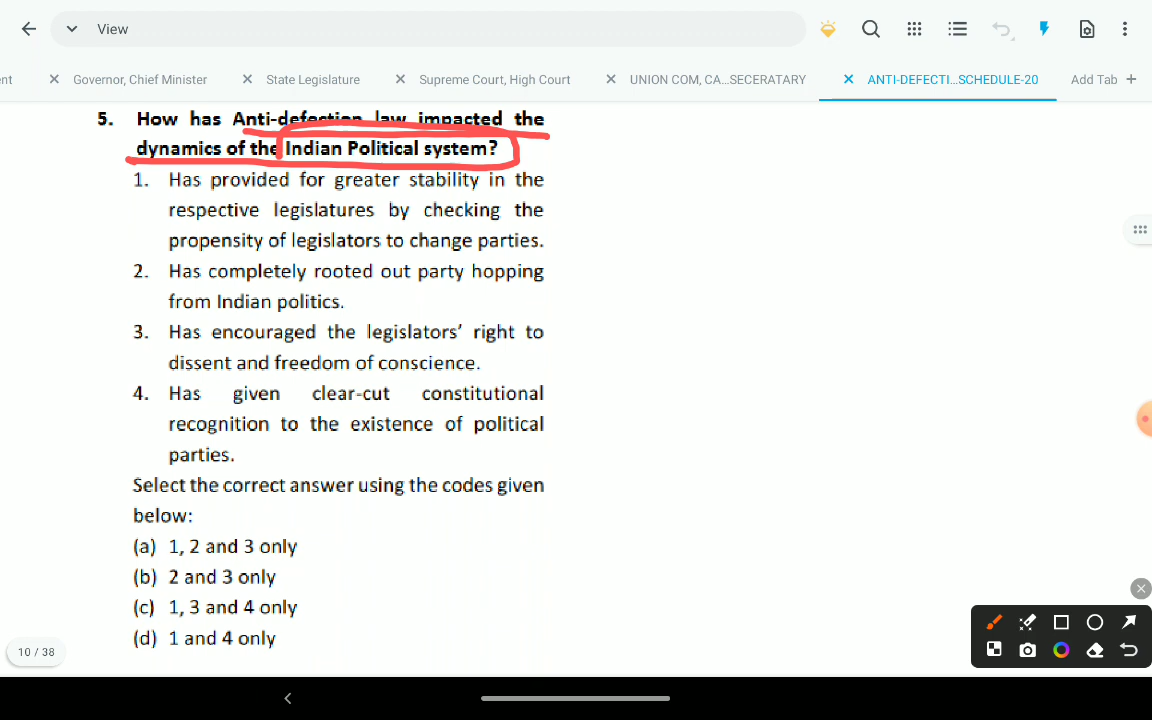 View
nt
Governor, Chief Minister
State Legislature
Supreme Court, High Court
UNION COM, CA...SECERATARY
ANTI-DEFECTI...SCHEDULE-20
Add Tab +
5. How has Anti-defection law impacted the
dynamics of the Indian Political system?
1. Has provided for greater stability in the
respective legislatures by checking the
propensity of legislators to change parties.
2. Has completely rooted out party hopping
from Indian politics.
3. Has encouraged the legislators' right to
dissent and freedom of conscience.
4. Has given clear-cut constitutional
recognition to the existence of political
parties.
Select the correct answer using the codes given
below:
(a) 1, 2 and 3 only
(b) 2 and 3 only
(c) 1, 3 and 4 only
(d) 1 and 4 only
10 / 38